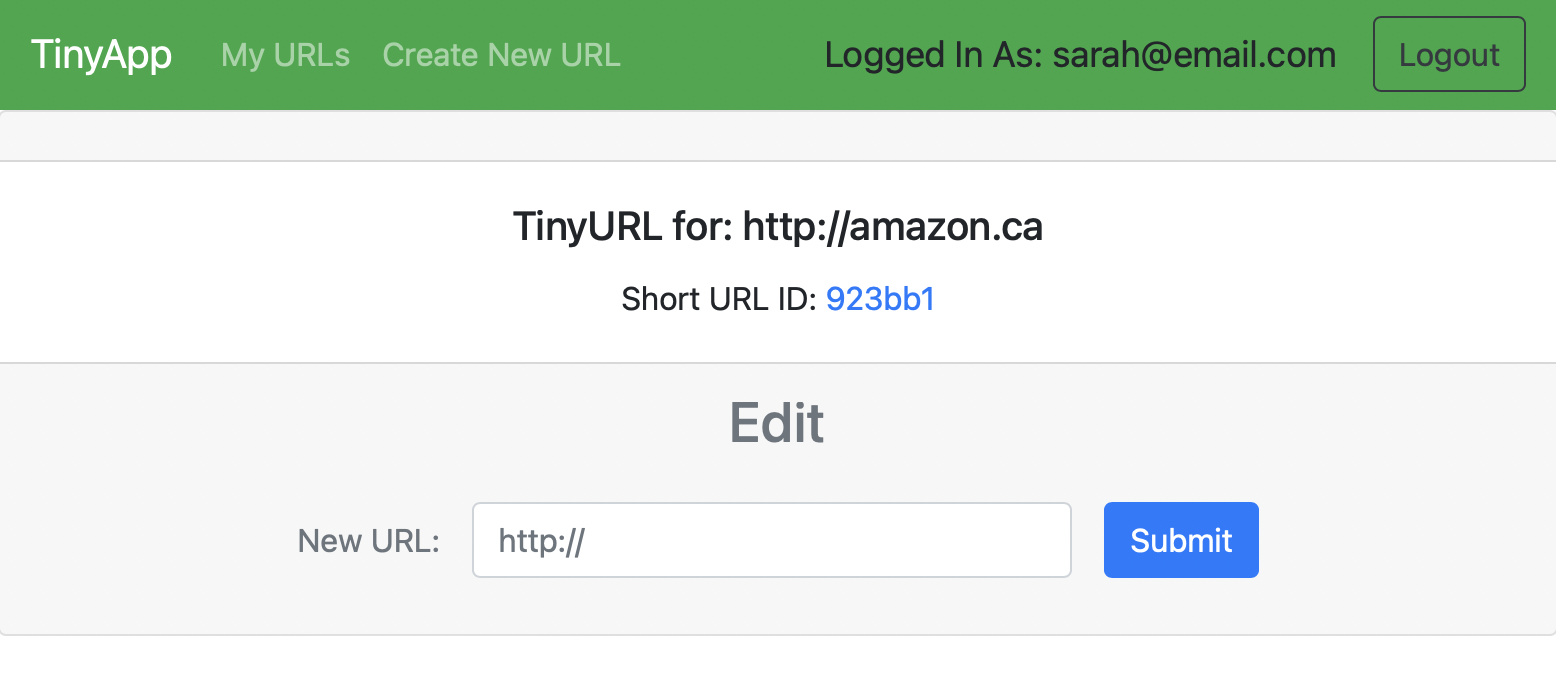 TinyApp My URLs Create New URL Logged In As: sarah@email.com Logout
TinyURL for: http://amazon.ca
Short URL ID: 923bb1
Edit
New URL: http:// Submit